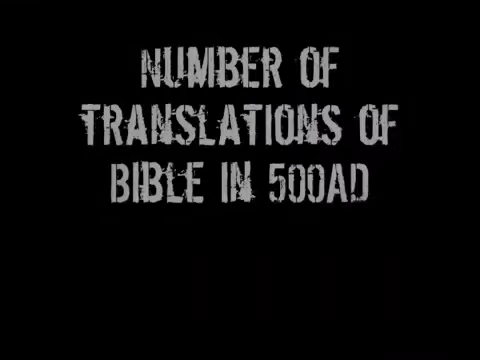 NUMBER OF
TRANSLATIONS OF
BIBLE IN 500AD